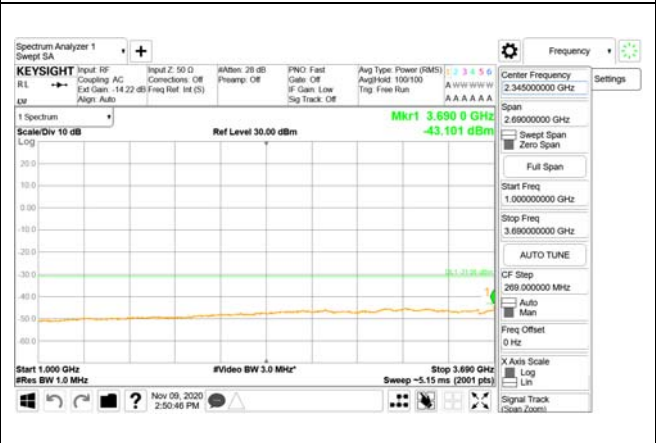 Spectrum Analyzer 1
Swept SA
Frequency
Settings
KEYSIGHT
RL
Input: RF
Coupling: AC
Ext Gain: -14.22 dB
Align: Auto
Input Z: 50 Ω
Corrections: Off
Freq Ref: Int (S)
#Atten: 28 dB
Preamp: Off
PNO: Fast
Gate: Off
IF Gain: Low
Sig Track: Off
Avg Type: Power (RMS)
Avg|Hold: 100/100
Trig: Free Run
1 2 3 4 5 6
A W W W W W
A A A A A A
1 Spectrum
Scale/Div 10 dB
Ref Level 30.00 dBm
Mkr1 3.690 0 GHz
-43.101 dBm
Log
20.0
10.0
0.00
-10.0
-20.0
-30.0
-40.0
-50.0
-60.0
1
Start 1.000 GHz
#Res BW 1.0 MHz
#Video BW 3.0 MHz*
Stop 3.690 GHz
Sweep ~5.15 ms (2001 pts)
Nov 09, 2020
2:50:46 PM
Center Frequency
2.345000000 GHz
Span
2.69000000 GHz
Swept Span
Zero Span
Full Span
Start Freq
1.000000000 GHz
Stop Freq
3.690000000 GHz
AUTO TUNE
CF Step
269.000000 MHz
Auto
Man
Freq Offset
0 Hz
X Axis Scale
Log
Lin
Signal Track
(Span Zoom)